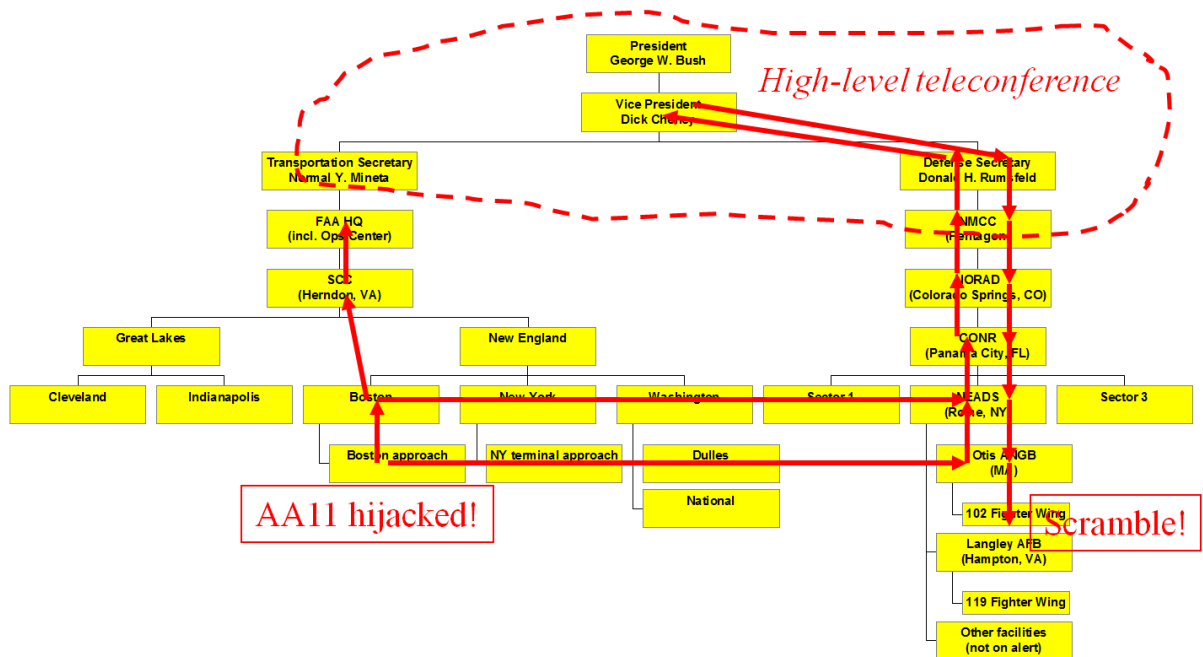 President
George W. Bush
High-level teleconference
Vice President
Dick Cheney
Transportation Secretary
Normal Y. Mineta
Defense Secretary
Donald H. Rumsfeld
FAA HQ
(incl. Ops Center)
NMCC
(Pentagon)
SCC
(Herndon, VA)
NORAD
(Colorado Springs, CO)
Great Lakes
New England
CONR
(Panama City, FL)
Cleveland
Indianapolis
Boston
New York
Washington
Sector 1
NEADS
(Rome, NY)
Sector 3
Boston approach
NY terminal approach
Dulles
Otis ANGB
(MA)
AA11 hijacked!
National
102 Fighter Wing
Scramble!
Langley AFB
(Hampton, VA)
119 Fighter Wing
Other facilities
(not on alert)